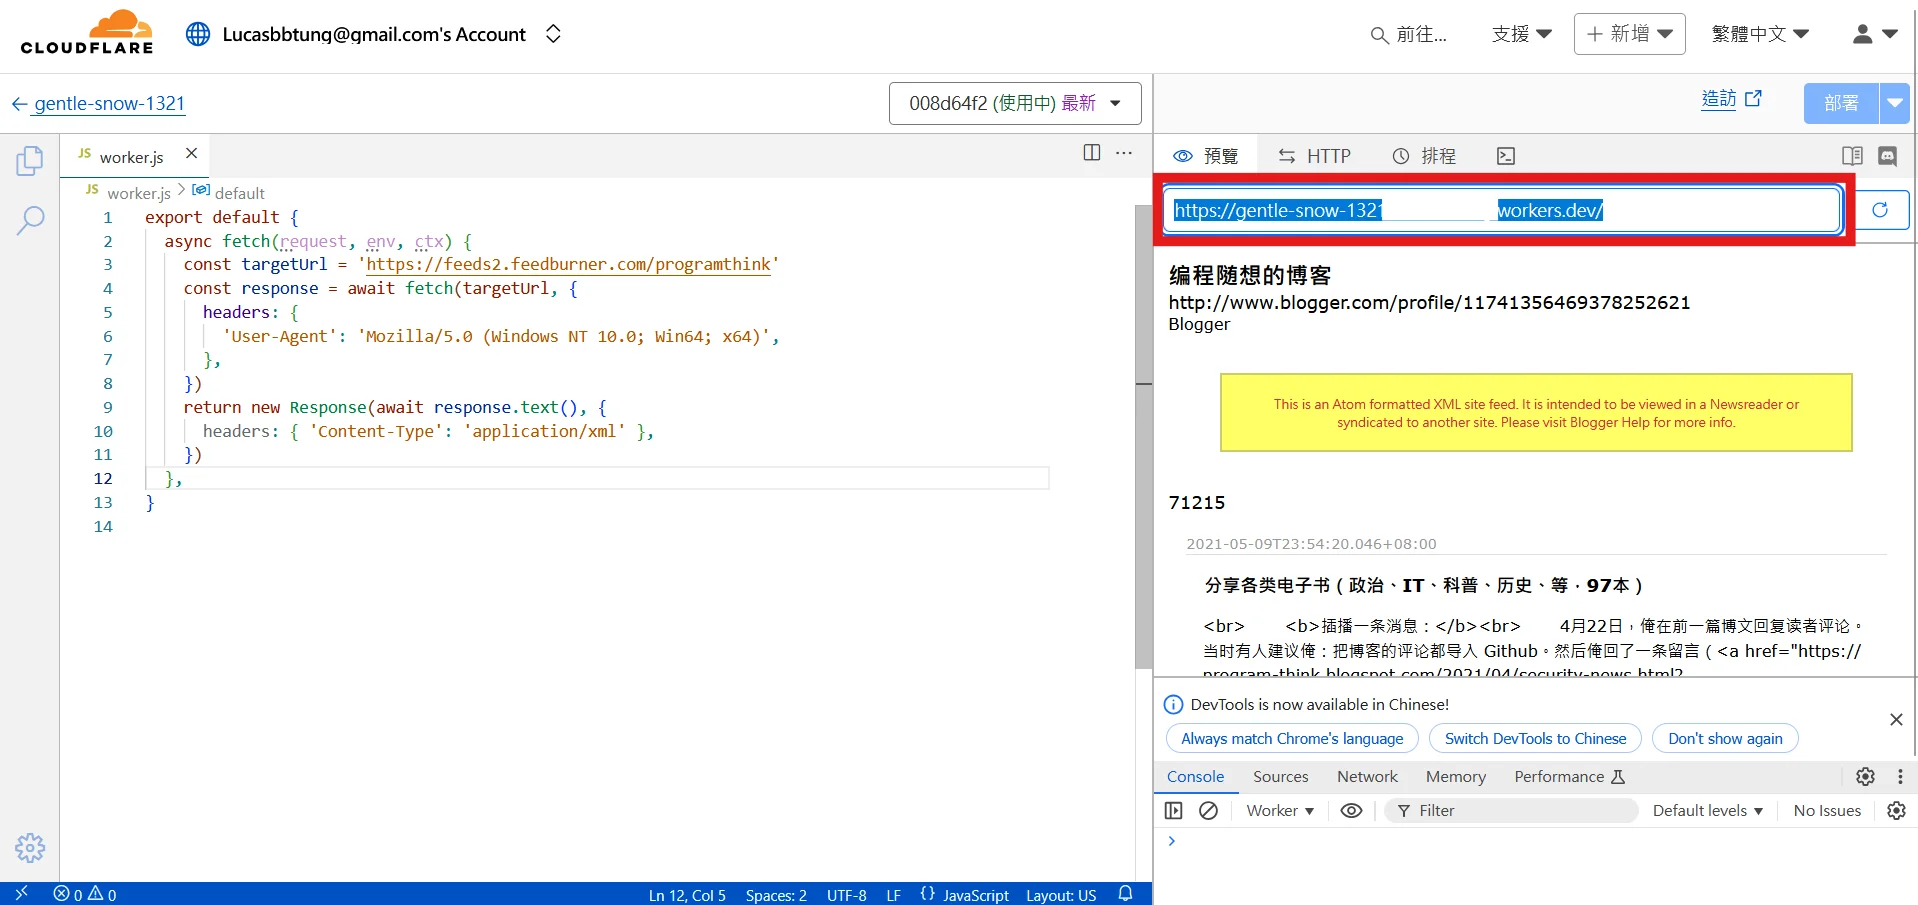 CLOUDFLARE
Lucasbbtung@gmail.com's Account
前往...
支援
新增
繁體中文
gentle-snow-1321
008d64f2 (使用中) 最新
造訪
部署
JS worker.js
預覽
HTTP
排程
JS worker.js > default
https://gentle-snow-1321 workers.dev/
1 export default {
2 async fetch(request, env, ctx) {
3 const targetUrl = 'https://feeds2.feedburner.com/programthink'
4 const response = await fetch(targetUrl, {
5 headers: {
6 'User-Agent': 'Mozilla/5.0 (Windows NT 10.0; Win64; x64)',
7 },
8 })
9 return new Response(await response.text(), {
10 headers: { 'Content-Type': 'application/xml' },
11 })
12 },
13 }
14
编程随想的博客
http://www.blogger.com/profile/11741356469378252621
Blogger
This is an Atom formatted XML site feed. It is intended to be viewed in a Newsreader or
syndicated to another site. Please visit Blogger Help for more info.
71215
2021-05-09T23:54:20.046+08:00
分享各类电子书（政治、IT、科普、历史、等，97本）
<br> <b>插播一条消息：</b><br> 4月22日，俺在前一篇博文回复读者评论。
当时有人建议俺：把博客的评论都导入 Github。然后俺回了一条留言（<a href="https://
program-think.blogspot.com/2021/04/security-news.html?
DevTools is now available in Chinese!
Always match Chrome's language
Switch DevTools to Chinese
Don't show again
Console
Sources
Network
Memory
Performance
Worker
Filter
Default levels
No Issues
0 0
Ln 12, Col 5
Spaces: 2
UTF-8
LF
{} JavaScript
Layout: US